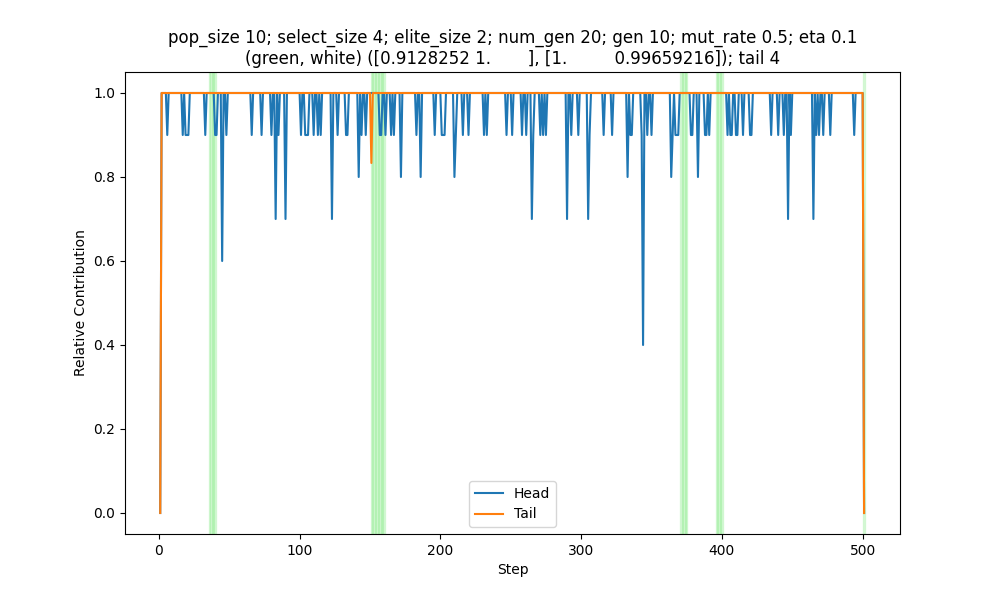 pop_size 10; select_size 4; elite_size 2; num_gen 20; gen 10; mut_rate 0.5; eta 0.1
(green, white) ([0.9128252 1.        ], [1.         0.99659216]); tail 4
1.0
0.8
0.6
0.4
0.2
0.0
Relative Contribution
Head
Tail
0
100
200
300
400
500
Step